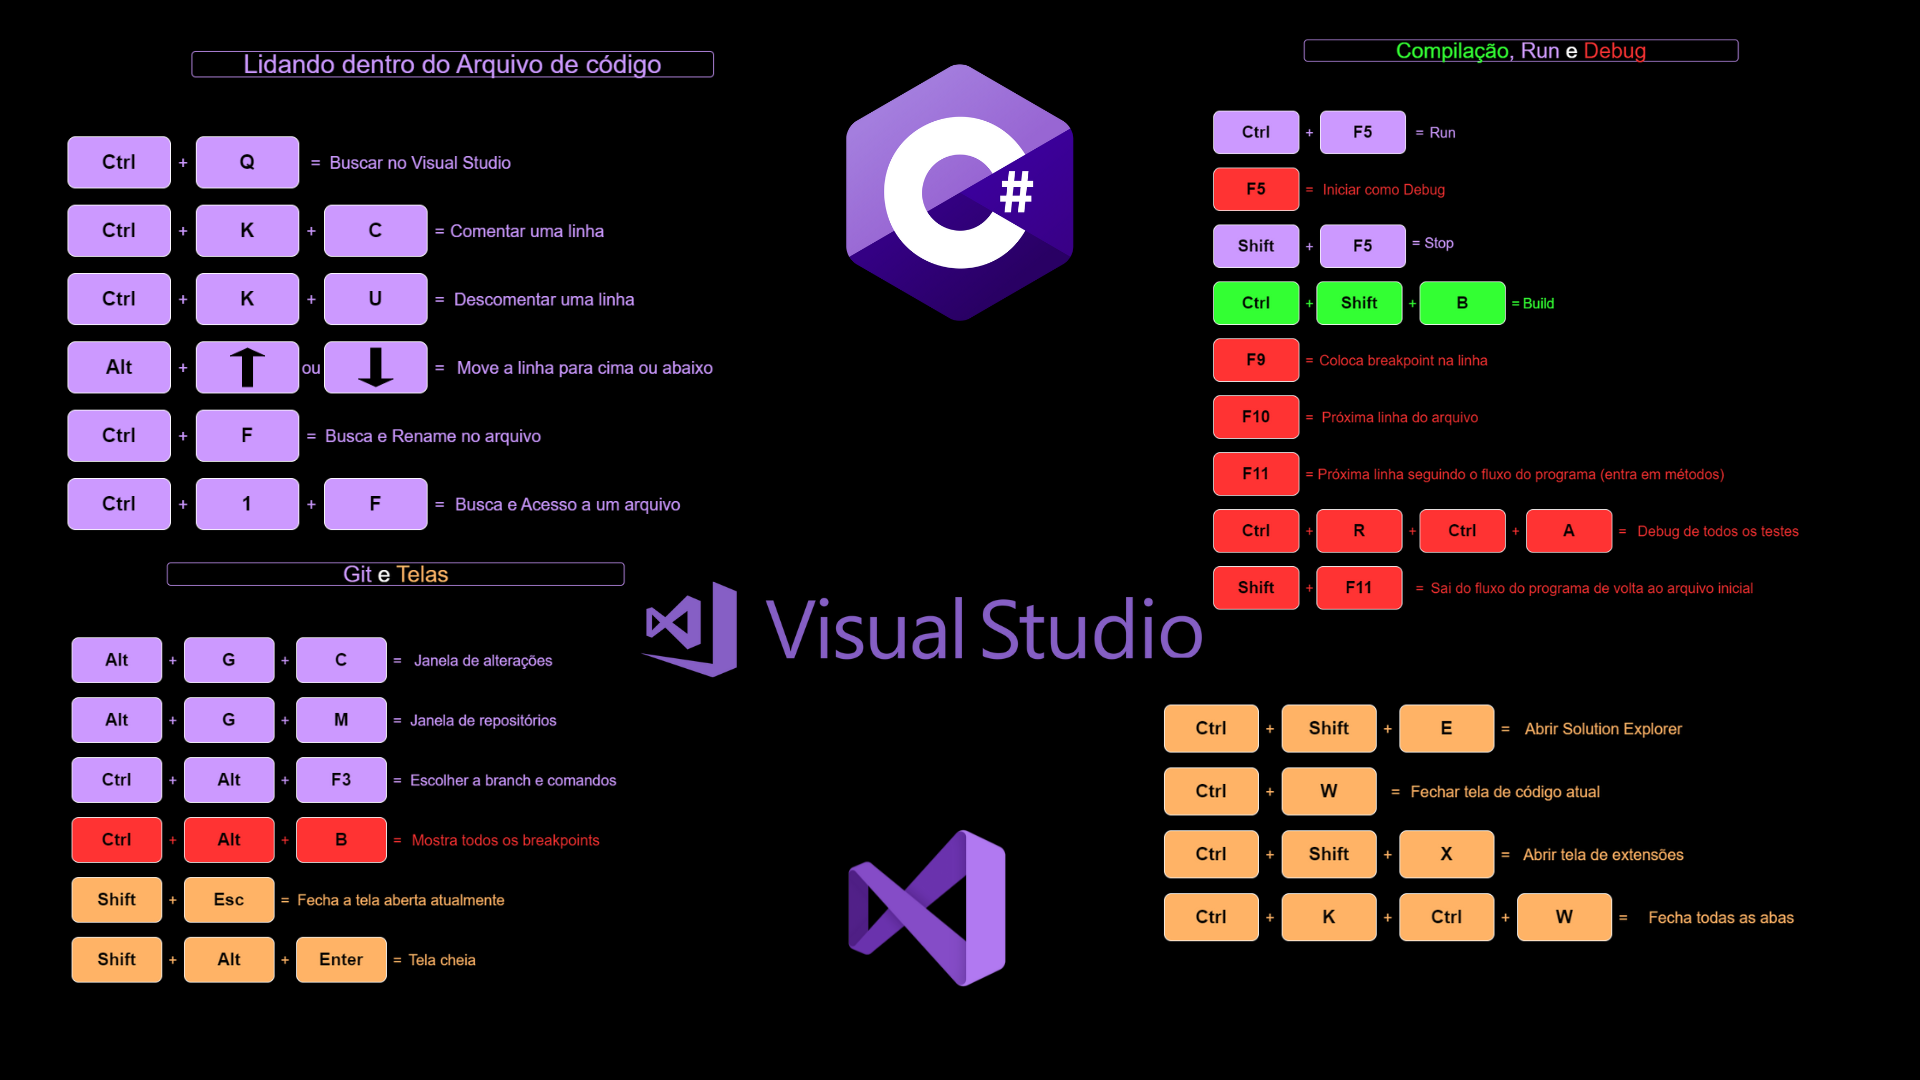 Lidando dentro do Arquivo de código
Ctrl + Q = Buscar no Visual Studio
Ctrl + K + C = Comentar uma linha
Ctrl + K + U = Descomentar uma linha
Alt + ↑ ou ↓ = Move a linha para cima ou abaixo
Ctrl + F = Busca e Rename no arquivo
Ctrl + 1 + F = Busca e Acesso a um arquivo
Git e Telas
Alt + G + C = Janela de alterações
Alt + G + M = Janela de repositórios
Ctrl + Alt + F3 = Escolher a branch e comandos
Ctrl + Alt + B = Mostra todos os breakpoints
Shift + Esc = Fecha a tela aberta atualmente
Shift + Alt + Enter = Tela cheia
C#
Visual Studio
Compilação, Run e Debug
Ctrl + F5 = Run
F5 = Iniciar como Debug
Shift + F5 = Stop
Ctrl + Shift + B = Build
F9 = Coloca breakpoint na linha
F10 = Próxima linha do arquivo
F11 = Próxima linha seguindo o fluxo do programa (entra em métodos)
Ctrl + R + Ctrl + A = Debug de todos os testes
Shift + F11 = Sai do fluxo do programa de volta ao arquivo inicial
Ctrl + Shift + E = Abrir Solution Explorer
Ctrl + W = Fechar tela de código atual
Ctrl + Shift + X = Abrir tela de extensões
Ctrl + K + Ctrl + W = Fecha todas as abas